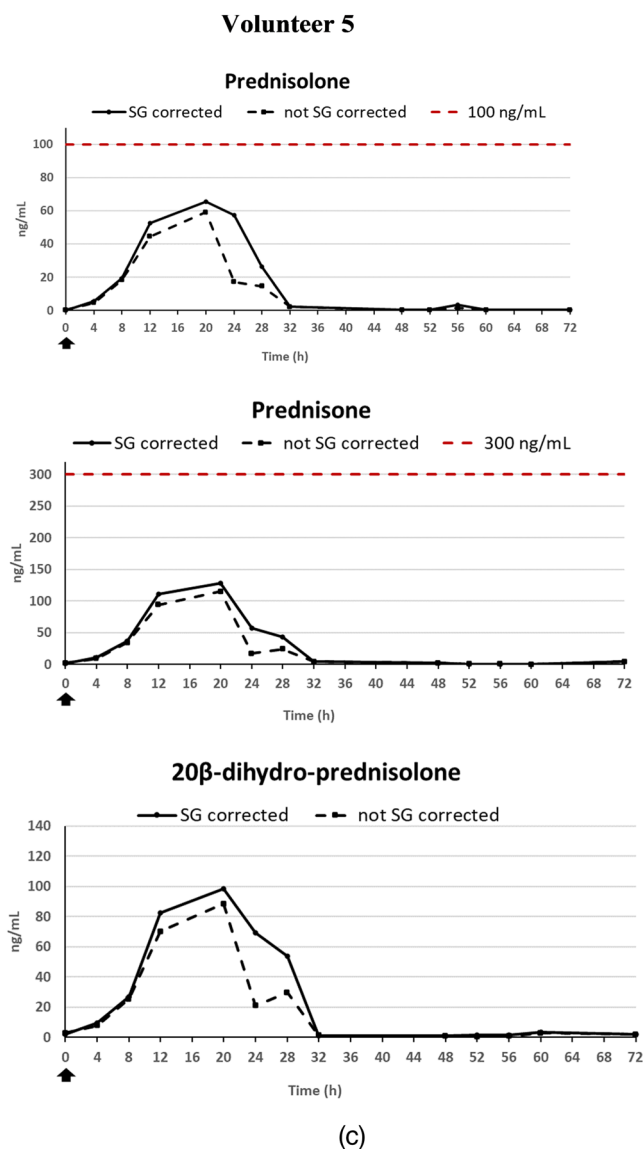 Volunteer 5
Prednisolone
SG corrected not SG corrected 100 ng/mL
100
80
60
40
20
0
ng/mL
0 4 8 12 16 20 24 28 32 36 40 44 48 52 56 60 64 68 72
Time (h)
Prednisone
SG corrected not SG corrected 300 ng/mL
300
250
200
150
100
50
0
ng/mL
0 4 8 12 16 20 24 28 32 36 40 44 48 52 56 60 64 68 72
Time (h)
20β-dihydro-prednisolone
SG corrected not SG corrected
140
120
100
80
60
40
20
0
ng/mL
0 4 8 12 16 20 24 28 32 36 40 44 48 52 56 60 64 68 72
Time (h)
(c)